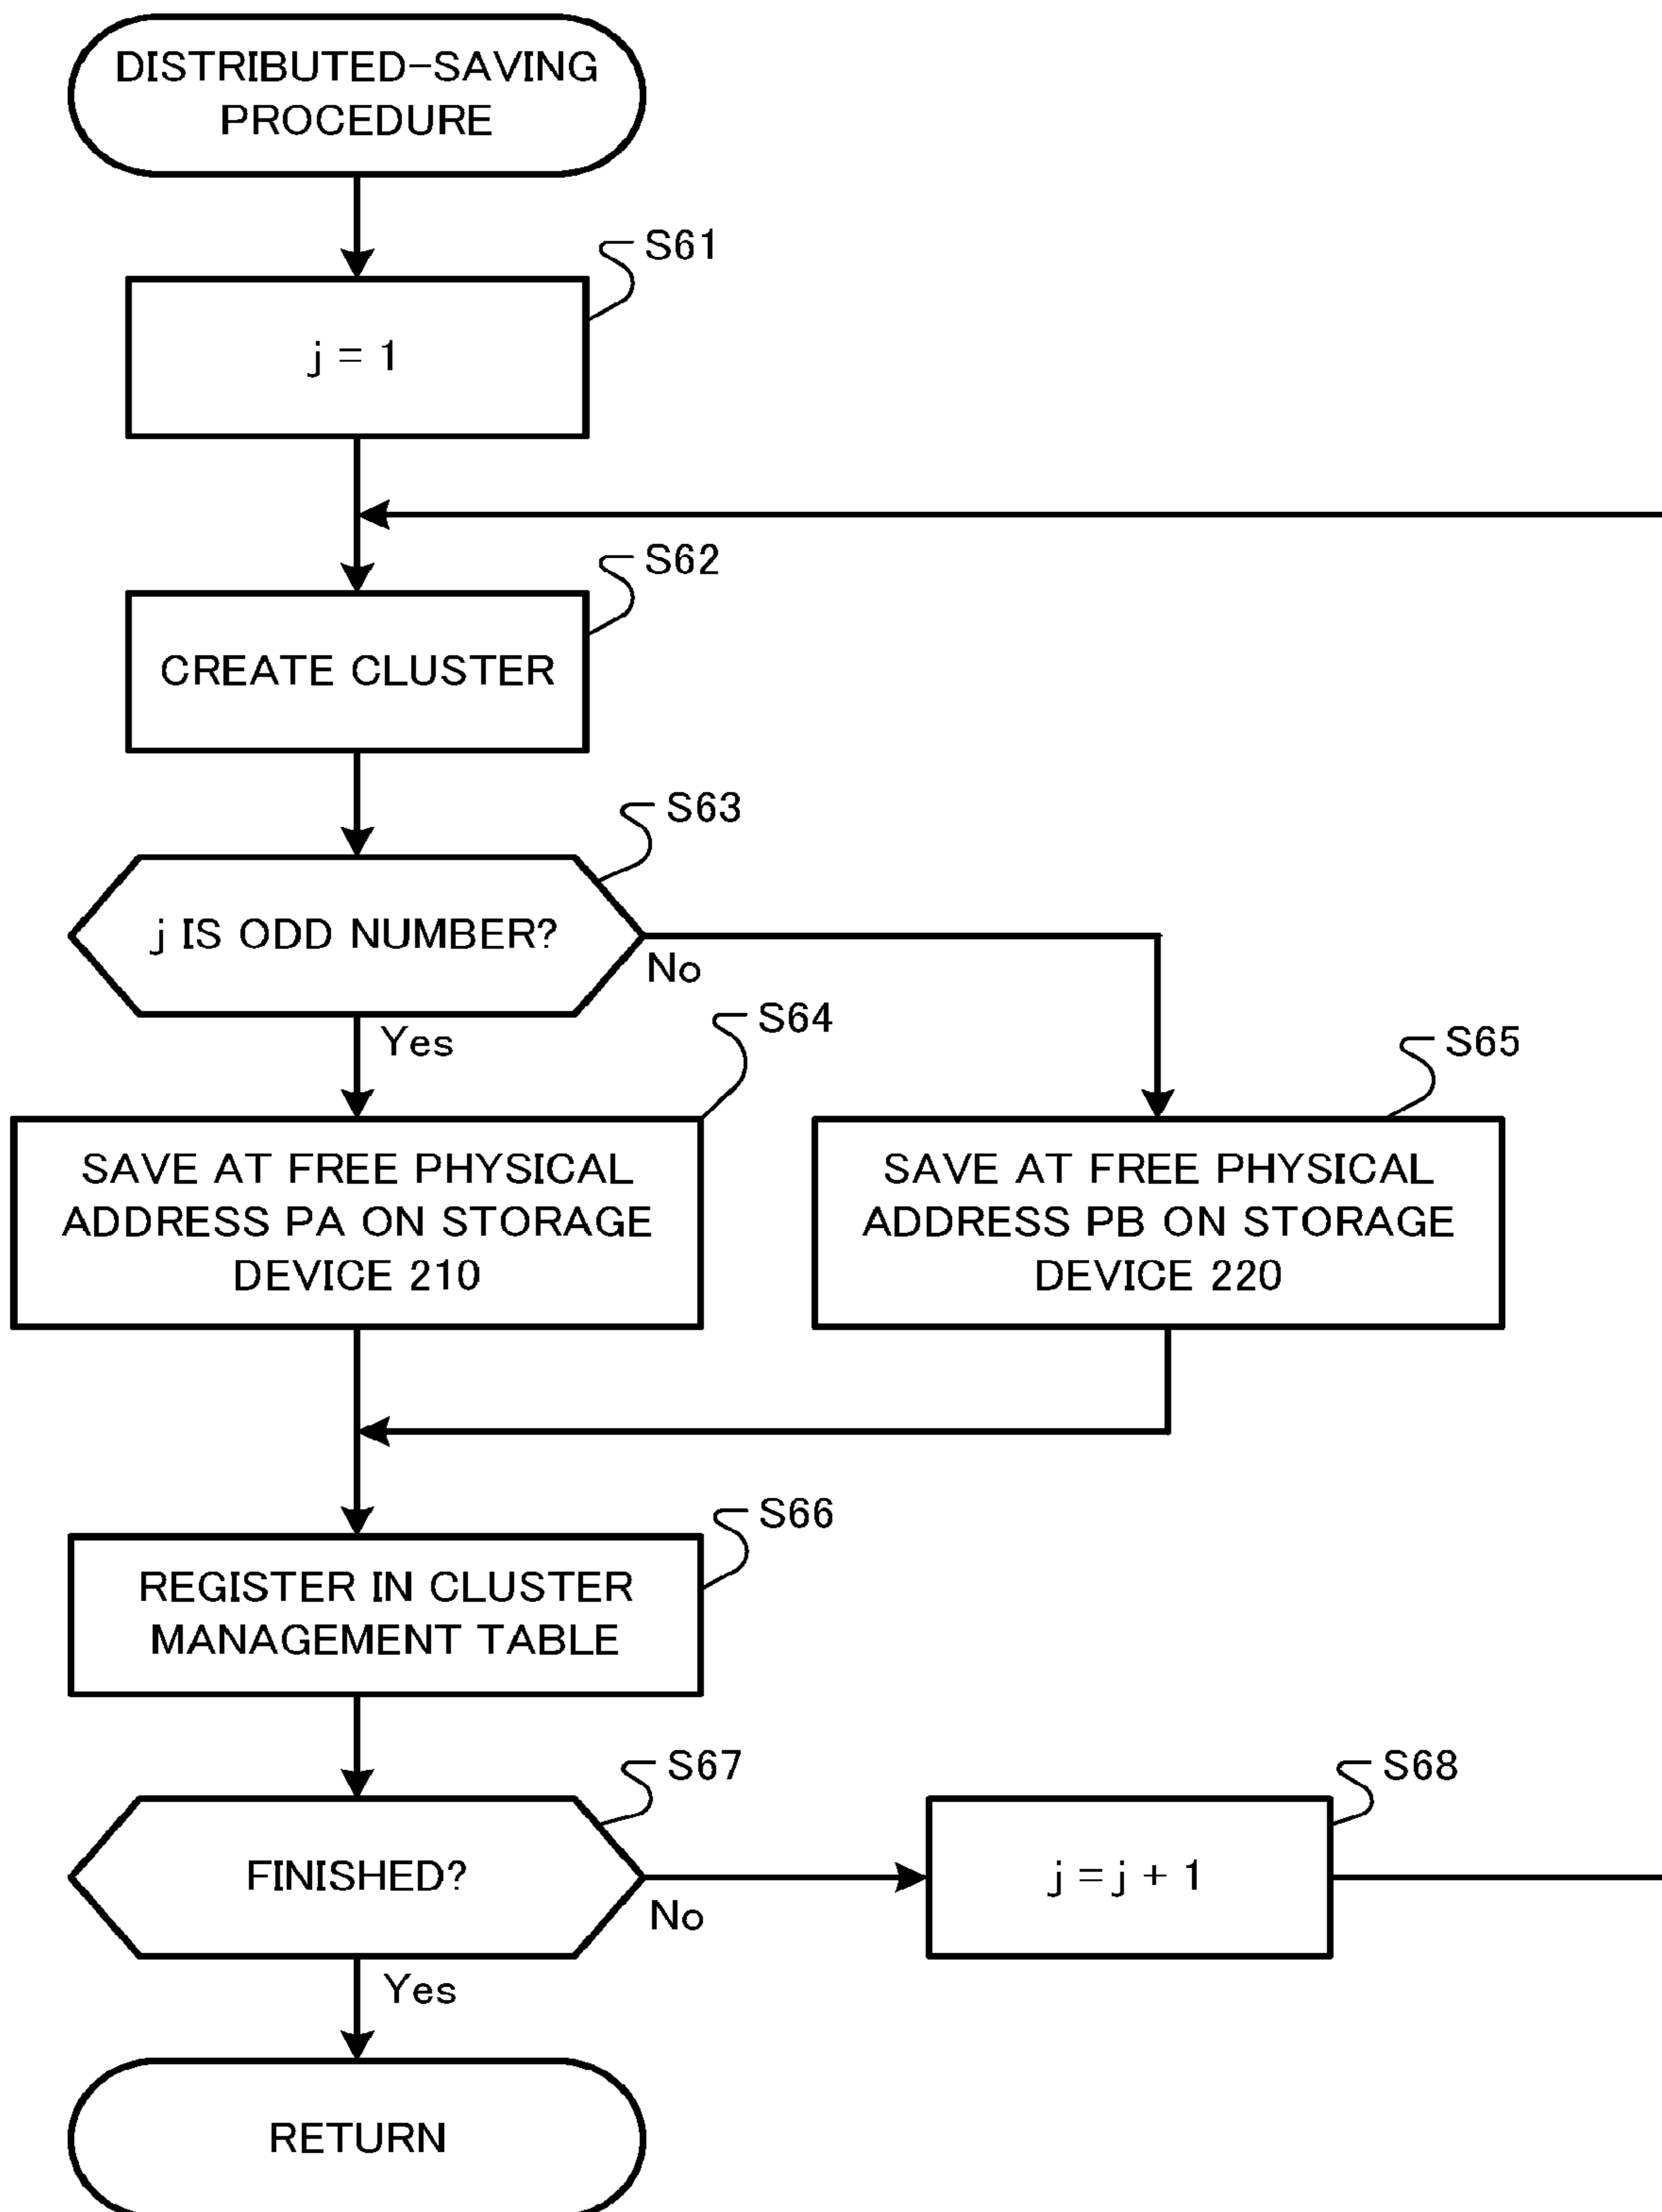 DISTRIBUTED-SAVING
PROCEDURE
S61
j = 1
S62
CREATE CLUSTER
S63
j IS ODD NUMBER?
No
Yes
S64
SAVE AT FREE PHYSICAL
ADDRESS PA ON STORAGE
DEVICE 210
S65
SAVE AT FREE PHYSICAL
ADDRESS PB ON STORAGE
DEVICE 220
S66
REGISTER IN CLUSTER
MANAGEMENT TABLE
S67
FINISHED?
No
S68
j = j + 1
Yes
RETURN